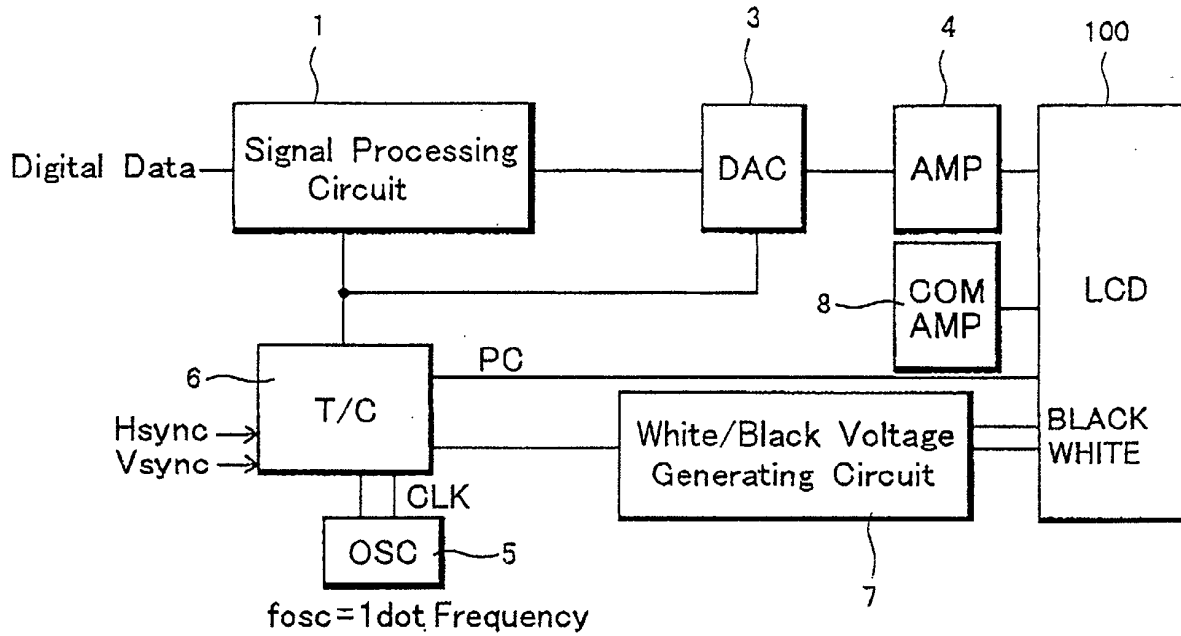 1
3
4
100
Digital Data
Signal Processing
Circuit
DAC
AMP
LCD
8
COM
AMP
6
T/C
PC
Hsync
Vsync
White/Black Voltage
Generating Circuit
BLACK
WHITE
CLK
OSC
5
7
fosc=1dot Frequency